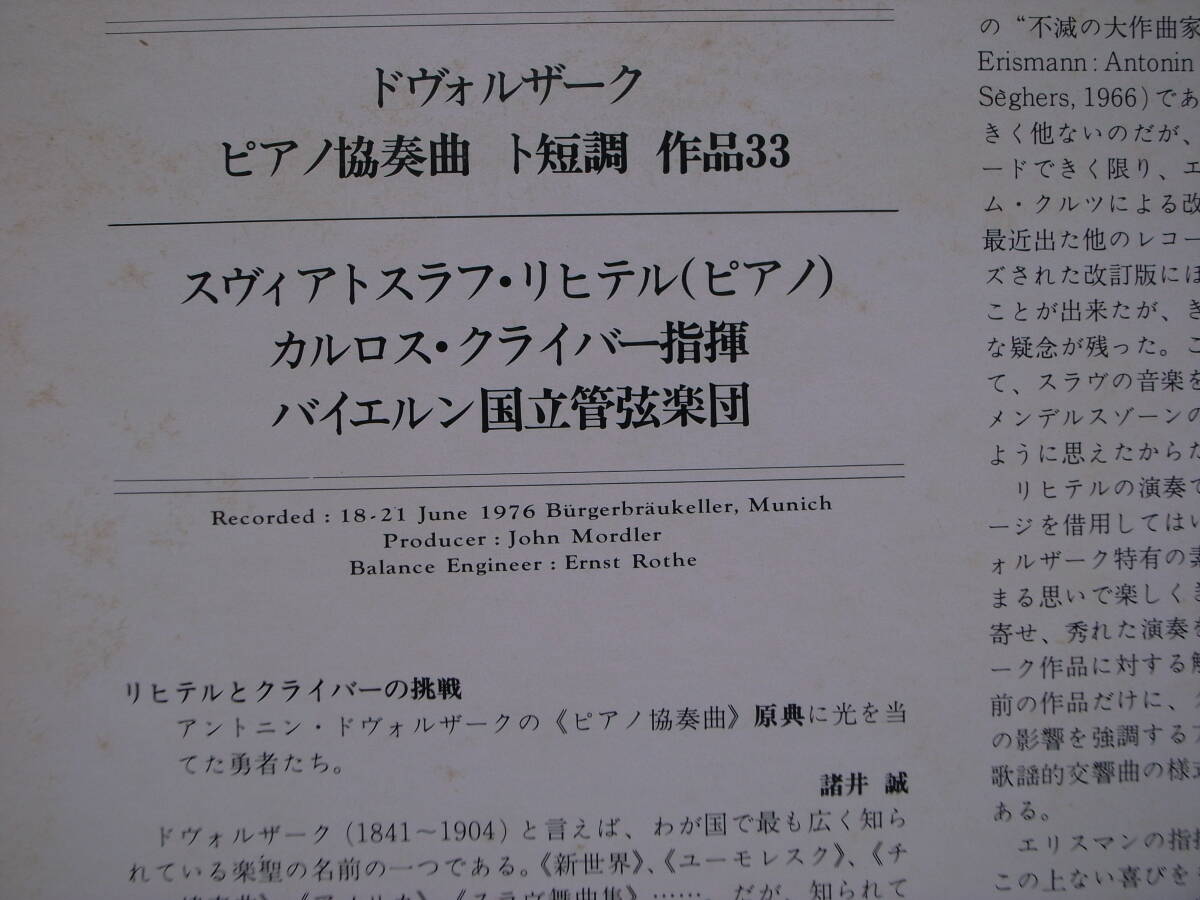 ドヴォルザーク
ピアノ協奏曲 ト短調 作品33
スヴィアトスラフ・リヒテル(ピアノ)
カルロス・クライバー指揮
バイエルン国立管弦楽団
Recorded : 18-21 June 1976 Bürgerbräukeller, Munich
Producer : John Mordler
Balance Engineer : Ernst Rothe
リヒテルとクライバーの挑戦
アントニン・ドヴォルザークの《ピアノ協奏曲》原典に光を当
てた勇者たち。
諸井 誠
ドヴォルザーク (1841〜1904) と言えば、わが国で最も広く知ら
れている楽聖の名前の一つである。《新世界》、《ユーモレスク》、《チ
だが、知られて
の“不滅の大作曲家
Erismann : Antonin
Sèghers, 1966) であ
きく他ないのだが、
ードできく限り、エ
ム・クルツによる改
最近出た他のレコー
ズされた改訂版にほ
ことが出来たが、き
な疑念が残った。こ
て、スラヴの音楽を
メンデルスゾーンの
ように思えたからだ
リヒテルの演奏で
ージを借用してはい
ォルザーク特有の素
まる思いで楽しくき
寄せ、秀れた演奏を
ーク作品に対する解
前の作品だけに、
の影響を強調する
歌謡的交響曲の様式
ある。
エリスマンの指揮
この上ない喜びを